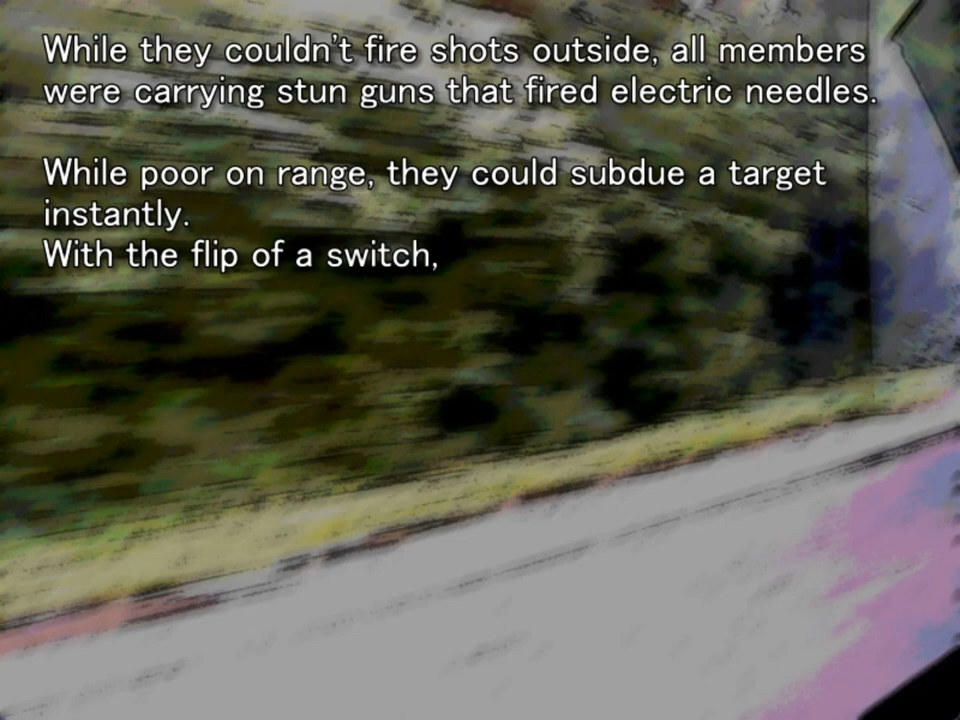 While they couldn't fire shots outside, all members
were carrying stun guns that fired electric needles.
While poor on range, they could subdue a target
instantly.
With the flip of a switch,